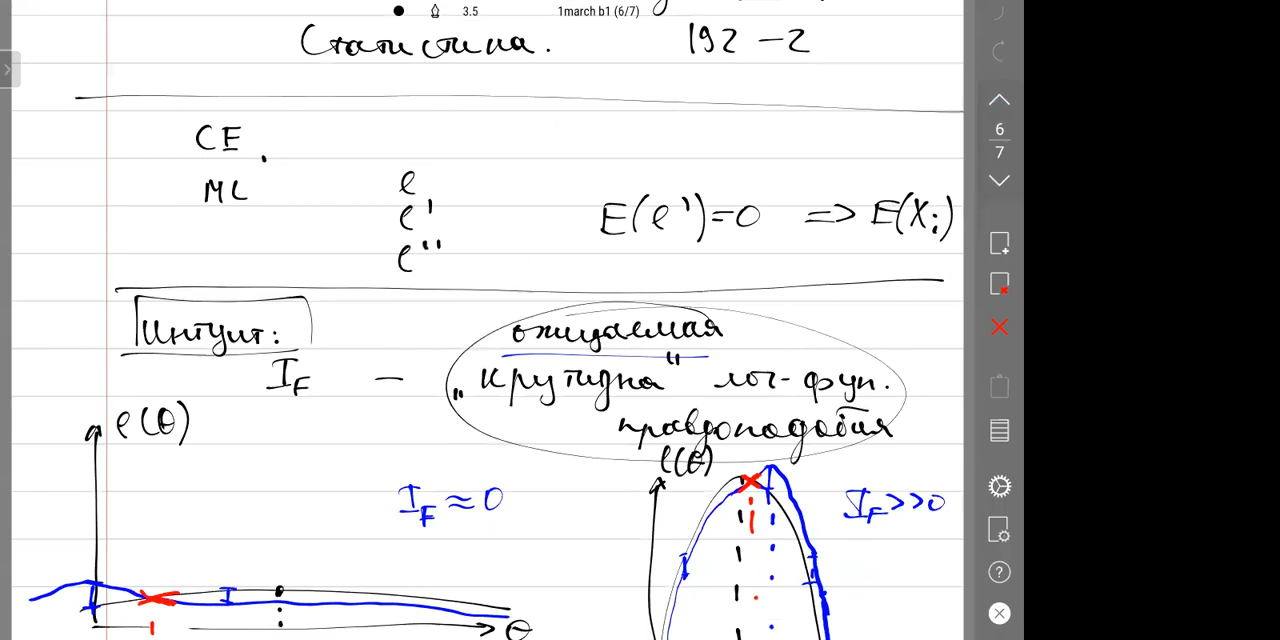 3.5 1march b1 (6/7)
Статистика. 192 - 2
CE
ML
ℓ
ℓ'
ℓ''
E(ℓ')=0 => E(Xi)
6
7
Интуит:
I_F — ожидаемая
"крутизна" лог-фун.
правдоподобия
ℓ(θ)
ℓ(θ)
I_F ≈ 0
I_F >> 0
θ